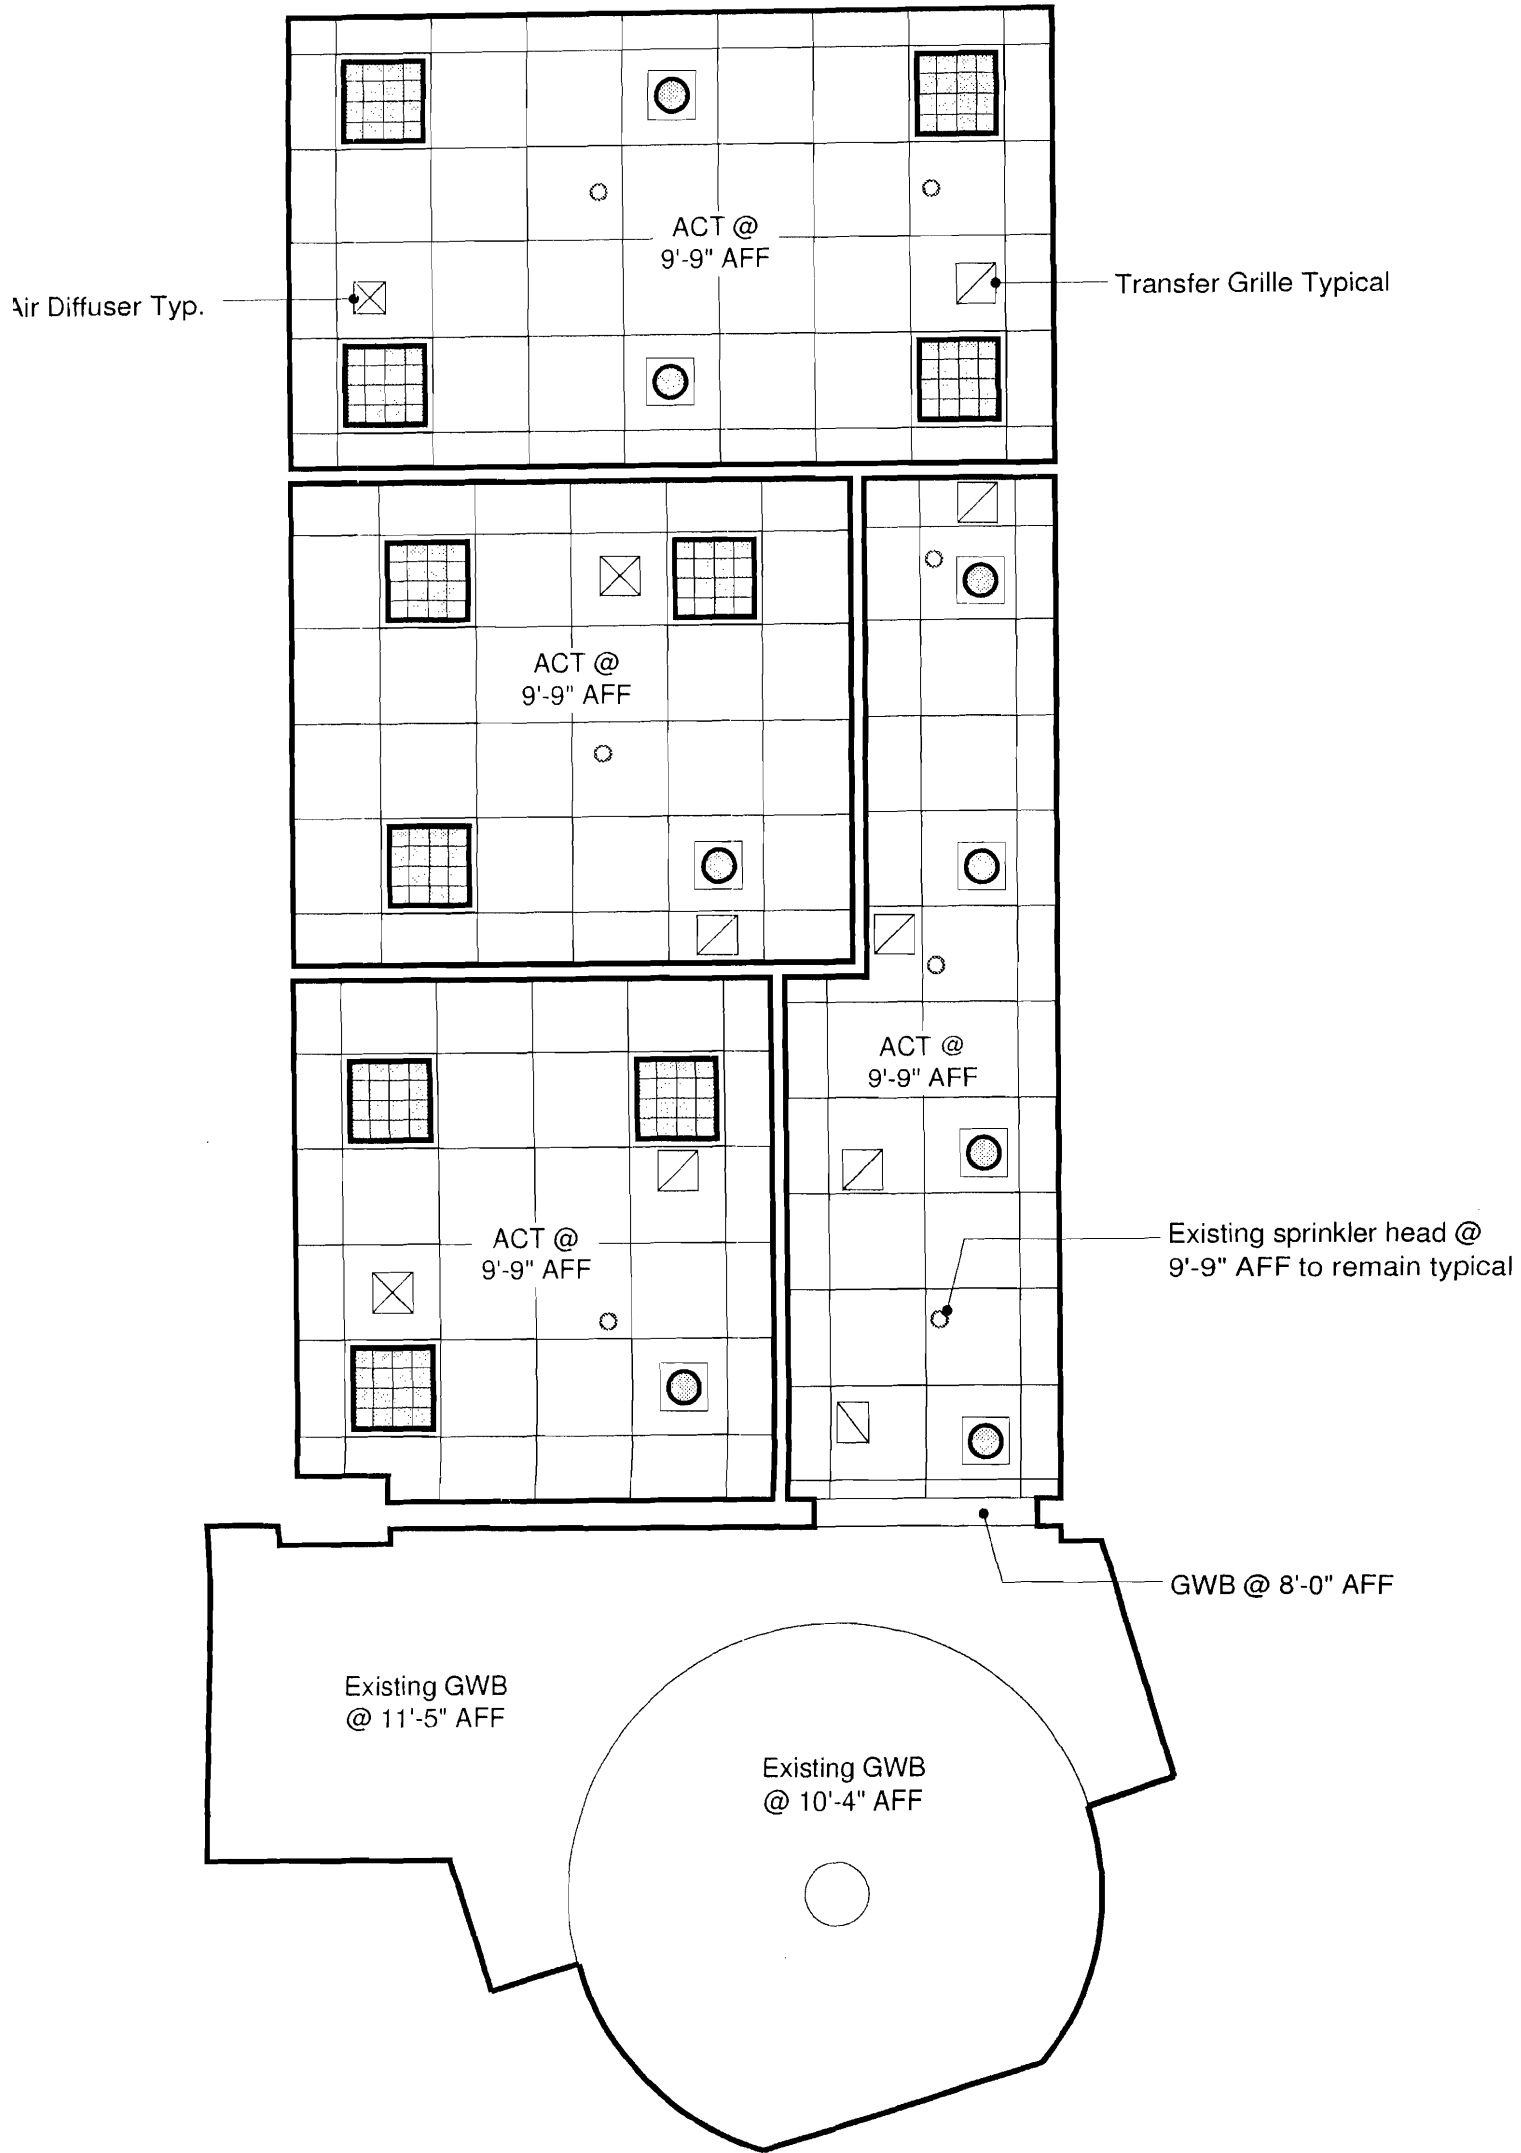 ACT @
9'-9" AFF
Air Diffuser Typ.
Transfer Grille Typical
ACT @
9'-9" AFF
ACT @
9'-9" AFF
ACT @
9'-9" AFF
Existing sprinkler head @
9'-9" AFF to remain typical
GWB @ 8'-0" AFF
Existing GWB
@ 11'-5" AFF
Existing GWB
@ 10'-4" AFF